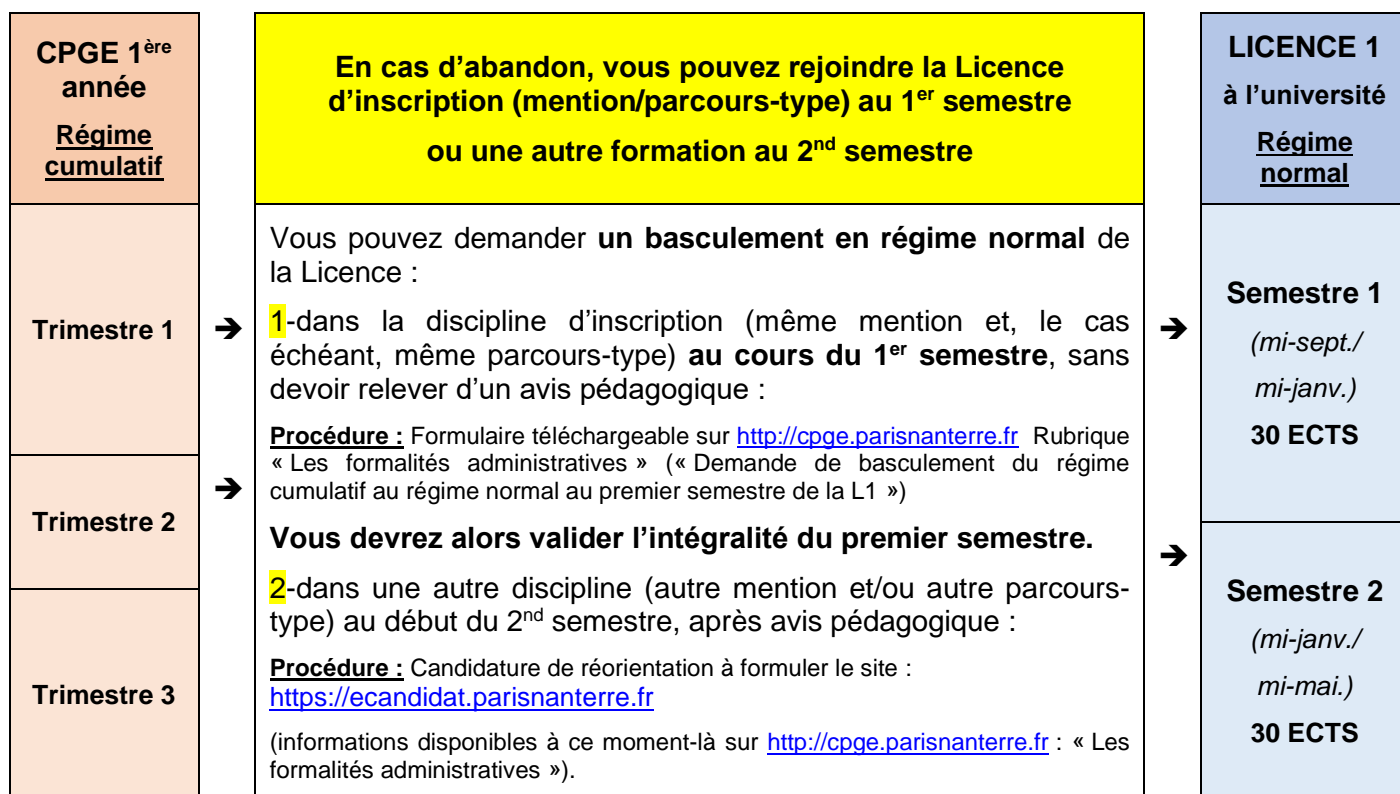 CPGE 1ère
année
Régime
cumulatif
En cas d’abandon, vous pouvez rejoindre la Licence
d’inscription (mention/parcours-type) au 1er semestre
ou une autre formation au 2nd semestre
LICENCE 1
à l’université
Régime
normal
Trimestre 1
➔
Trimestre 2
➔
Trimestre 3
Vous pouvez demander un basculement en régime normal de
la Licence :
1-dans la discipline d’inscription (même mention et, le cas
échéant, même parcours-type) au cours du 1er semestre, sans
devoir relever d’un avis pédagogique :
Procédure : Formulaire téléchargeable sur http://cpge.parisnanterre.fr Rubrique
« Les formalités administratives » (« Demande de basculement du régime
cumulatif au régime normal au premier semestre de la L1 »)
Vous devrez alors valider l’intégralité du premier semestre.
2-dans une autre discipline (autre mention et/ou autre parcours-
type) au début du 2nd semestre, après avis pédagogique :
Procédure : Candidature de réorientation à formuler le site :
https://ecandidat.parisnanterre.fr
(informations disponibles à ce moment-là sur http://cpge.parisnanterre.fr : « Les
formalités administratives »).
➔
➔
Semestre 1
(mi-sept./
mi-janv.)
30 ECTS
Semestre 2
(mi-janv./
mi-mai.)
30 ECTS